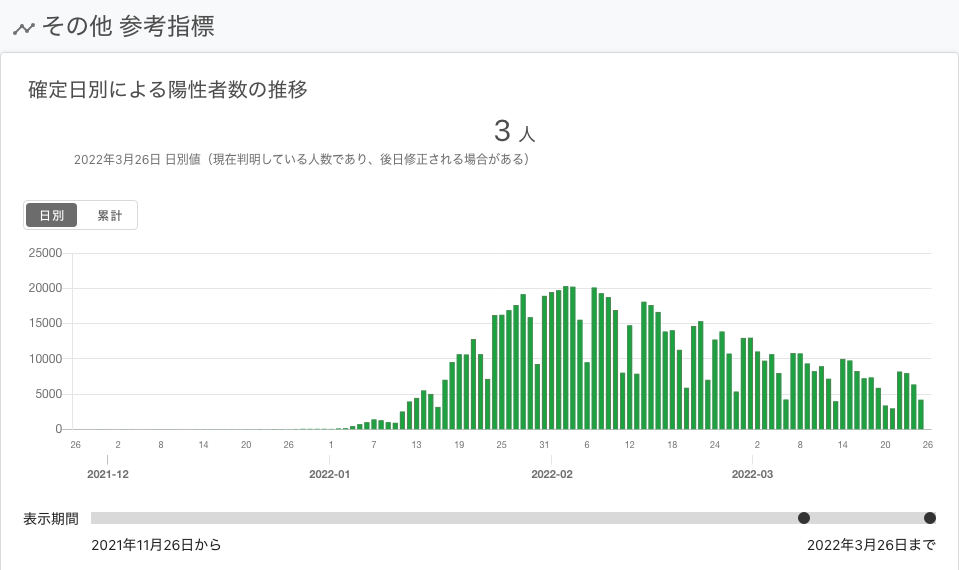 その他 参考指標
確定日別による陽性者数の推移
3 人
2022年3月26日 日別値（現在判明している人数であり、後日修正される場合がある）
日別 累計
25000
20000
15000
10000
5000
0
26 2 8 14 20 26 1 7 13 19 25 31 6 12 18 24 2 8 14 20 26
2021-12 2022-01 2022-02 2022-03
表示期間
2021年11月26日から 2022年3月26日まで